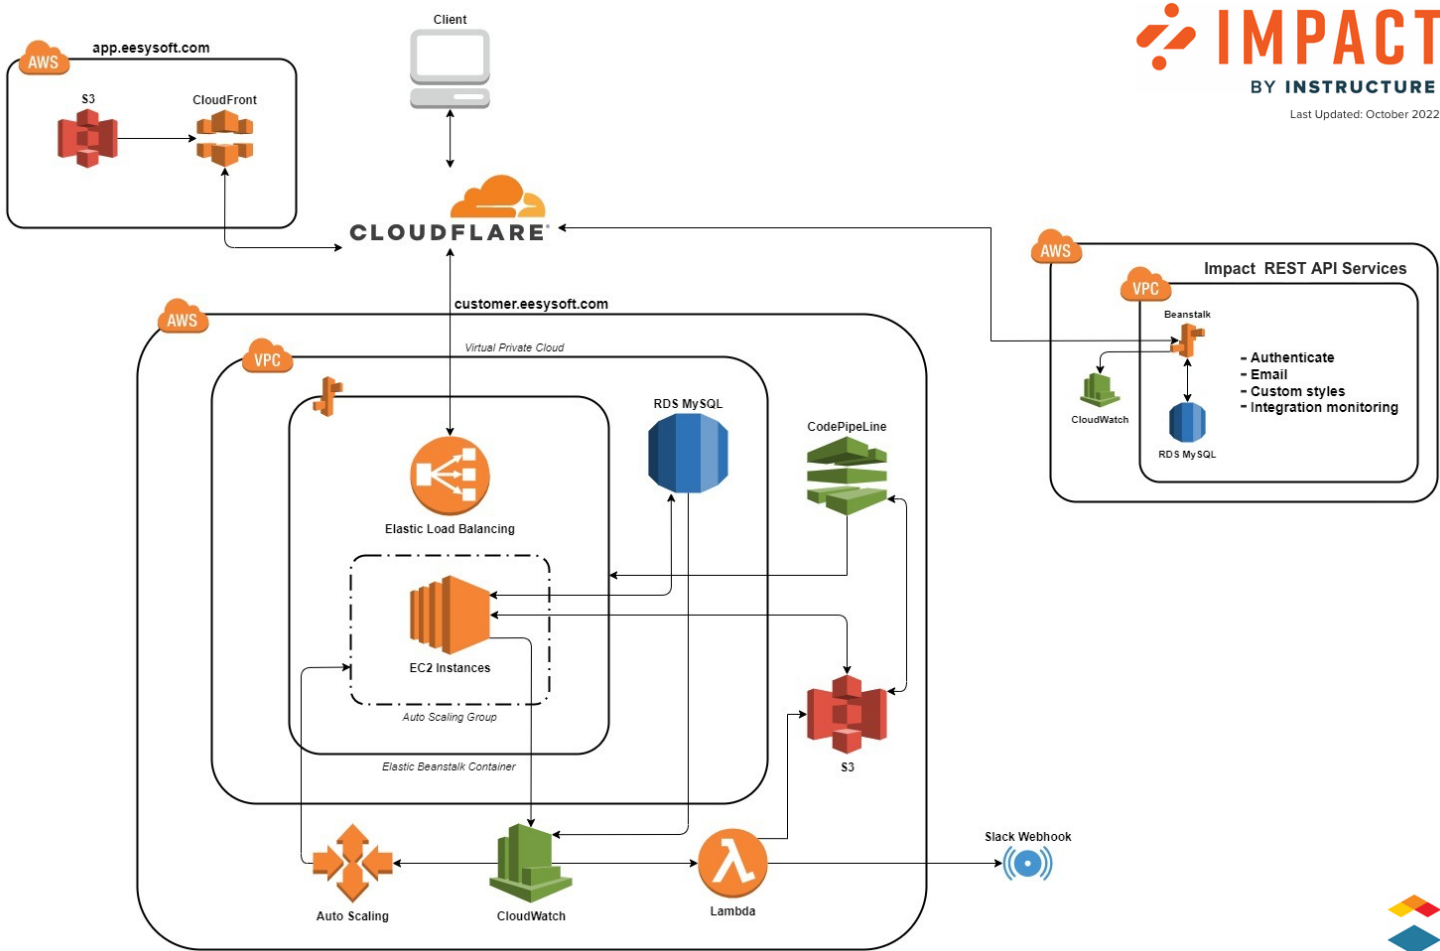 Client
IMPACT
BY INSTRUCTURE
Last Updated: October 2022
AWS
app.eesysoft.com
S3
CloudFront
CLOUDFLARE
AWS
Impact REST API Services
VPC
Beanstalk
- Authenticate
- Email
- Custom styles
- Integration monitoring
CloudWatch
RDS MySQL
AWS
customer.eesysoft.com
VPC
Virtual Private Cloud
RDS MySQL
CodePipeLine
Elastic Load Balancing
EC2 Instances
Auto Scaling Group
Elastic Beanstalk Container
S3
Slack Webhook
Auto Scaling
CloudWatch
Lambda